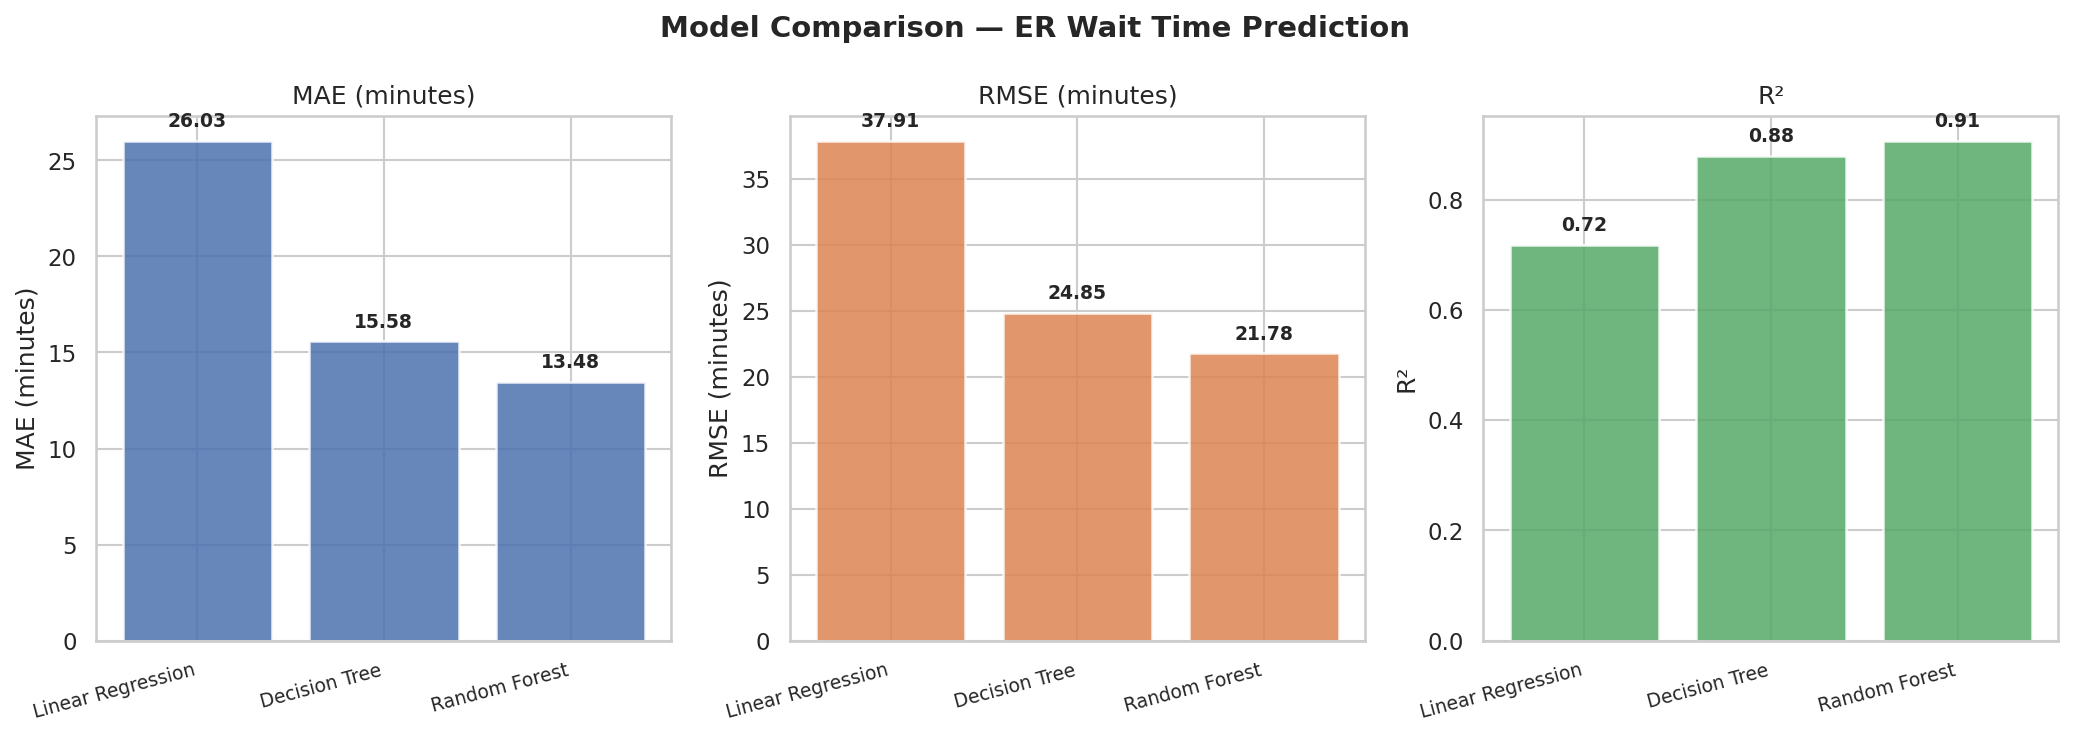 Model Comparison — ER Wait Time Prediction
MAE (minutes)
MAE (minutes)
25
20
15
10
5
0
26.03
15.58
13.48
Linear Regression
Decision Tree
Random Forest
RMSE (minutes)
RMSE (minutes)
35
30
25
20
15
10
5
0
37.91
24.85
21.78
Linear Regression
Decision Tree
Random Forest
R²
R²
0.8
0.6
0.4
0.2
0.0
0.72
0.88
0.91
Linear Regression
Decision Tree
Random Forest